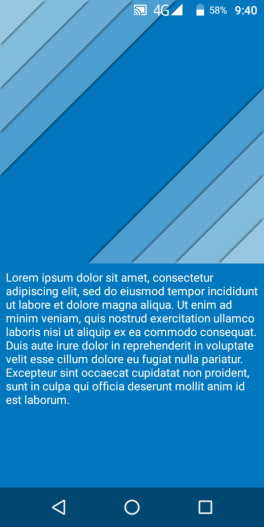 4G 58% 9:40
Lorem ipsum dolor sit amet, consectetur
adipiscing elit, sed do eiusmod tempor incididunt
ut labore et dolore magna aliqua. Ut enim ad
minim veniam, quis nostrud exercitation ullamco
laboris nisi ut aliquip ex ea commodo consequat.
Duis aute irure dolor in reprehenderit in voluptate
velit esse cillum dolore eu fugiat nulla pariatur.
Excepteur sint occaecat cupidatat non proident,
sunt in culpa qui officia deserunt mollit anim id
est laborum.